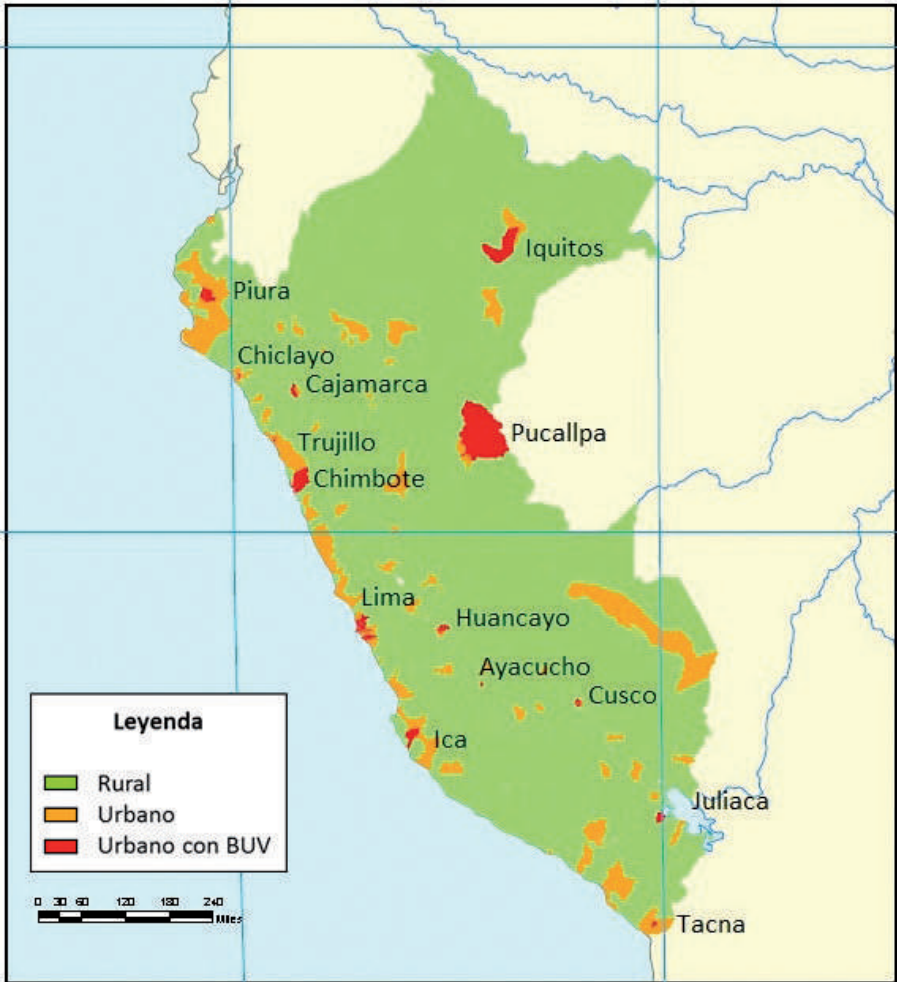 Iquitos
Piura
Chiclayo
Cajamarca
Pucallpa
Trujillo
Chimbote
Lima
Huancayo
Ayacucho
Cusco
Leyenda
Ica
Rural
Urbano
Urbano con BUV
Juliaca
0 30 60 120 180 240
Miles
Tacna